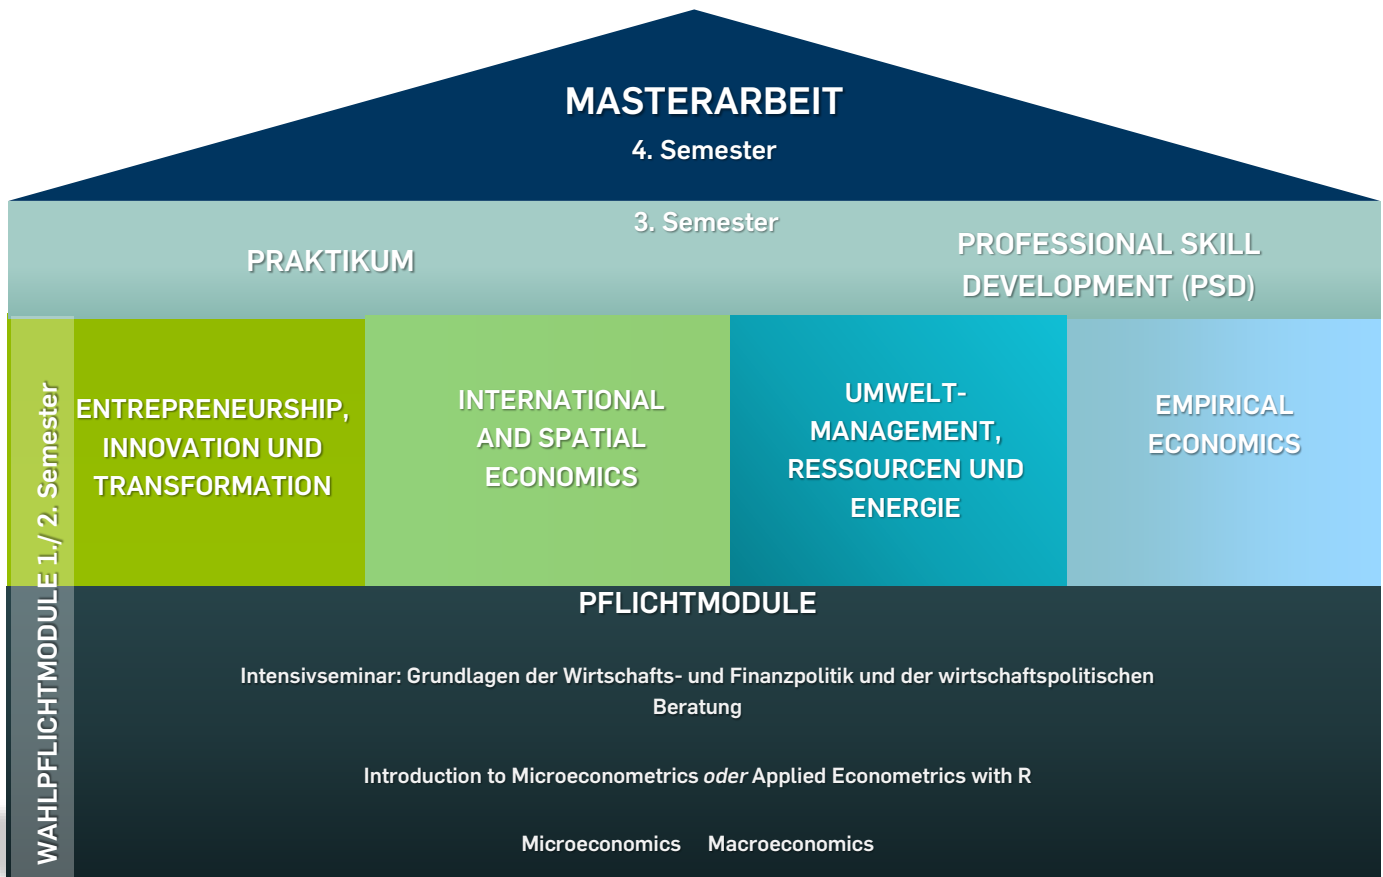 MASTERARBEIT
4. Semester
3. Semester
PRAKTIKUM
PROFESSIONAL SKILL
DEVELOPMENT (PSD)
WAHLPFLICHTMODULE 1./ 2. Semester
ENTREPRENEURSHIP,
INNOVATION UND
TRANSFORMATION
INTERNATIONAL
AND SPATIAL
ECONOMICS
UMWELT-
MANAGEMENT,
RESSOURCEN UND
ENERGIE
EMPIRICAL
ECONOMICS
PFLICHTMODULE
Intensivseminar: Grundlagen der Wirtschafts- und Finanzpolitik und der wirtschaftspolitischen
Beratung
Introduction to Microeconometrics oder Applied Econometrics with R
Microeconomics Macroeconomics